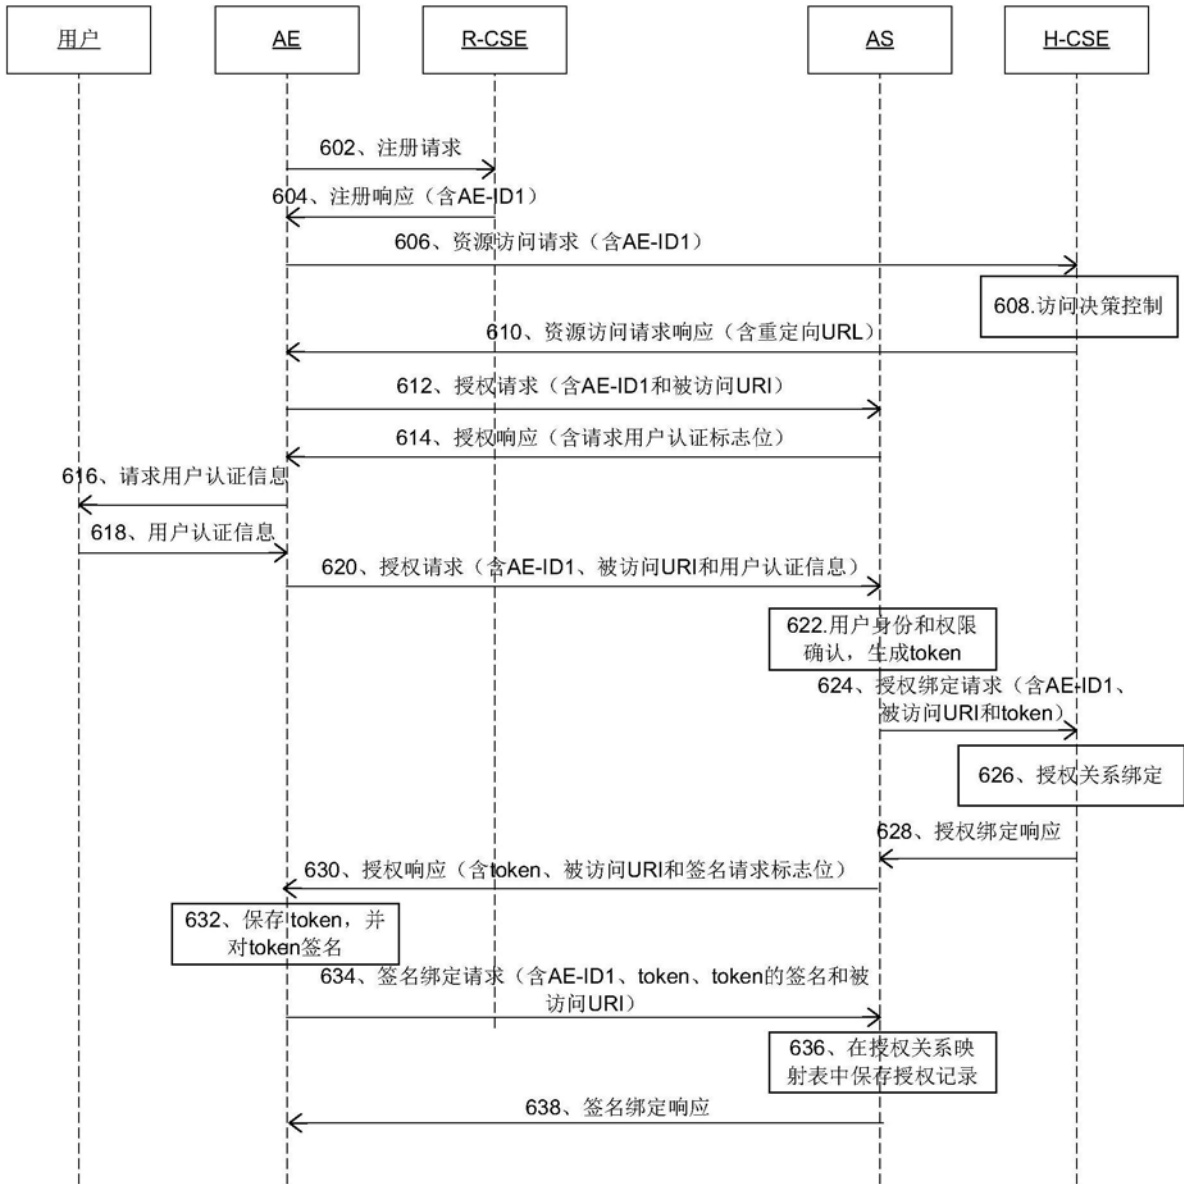 用户
AE
R-CSE
AS
H-CSE
602、注册请求
604、注册响应（含AE-ID1）
606、资源访问请求（含AE-ID1）
608.访问决策控制
610、资源访问请求响应（含重定向URL）
612、授权请求（含AE-ID1和被访问URI）
614、授权响应（含请求用户认证标志位）
616、请求用户认证信息
618、用户认证信息
620、授权请求（含AE-ID1、被访问URI和用户认证信息）
622.用户身份和权限
确认，生成token
624、授权绑定请求（含AE-ID1、
被访问URI和token）
626、授权关系绑定
628、授权绑定响应
630、授权响应（含token、被访问URI和签名请求标志位）
632、保存token，并
对token签名
634、签名绑定请求（含AE-ID1、token、token的签名和被
访问URI）
636、在授权关系映
射表中保存授权记录
638、签名绑定响应